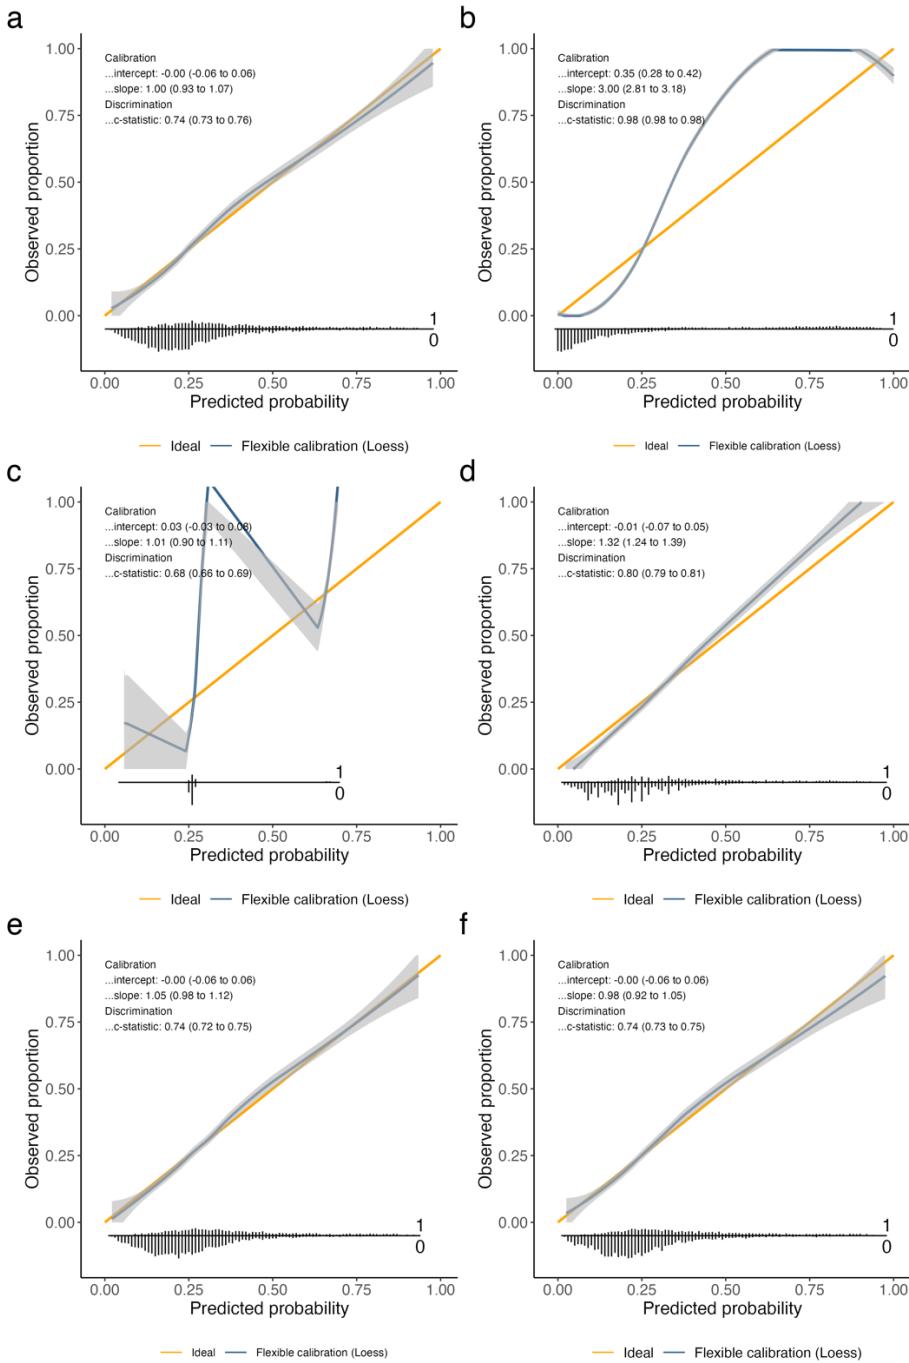 a
Observed proportion
1.00
0.75
0.50
0.25
0.00
Calibration
...intercept: -0.00 (-0.06 to 0.06)
...slope: 1.00 (0.93 to 1.07)
Discrimination
...c-statistic: 0.74 (0.73 to 0.76)
1
0
0.00 0.25 0.50 0.75 1.00
Predicted probability
Ideal Flexible calibration (Loess)
b
Observed proportion
1.00
0.75
0.50
0.25
0.00
Calibration
...intercept: 0.35 (0.28 to 0.42)
...slope: 3.00 (2.81 to 3.18)
Discrimination
...c-statistic: 0.98 (0.98 to 0.98)
1
0
0.00 0.25 0.50 0.75 1.00
Predicted probability
Ideal Flexible calibration (Loess)
c
Observed proportion
1.00
0.75
0.50
0.25
0.00
Calibration
...intercept: 0.03 (-0.03 to 0.08)
...slope: 1.01 (0.90 to 1.11)
Discrimination
...c-statistic: 0.68 (0.66 to 0.69)
1
0
0.00 0.25 0.50 0.75 1.00
Predicted probability
Ideal Flexible calibration (Loess)
d
Observed proportion
1.00
0.75
0.50
0.25
0.00
Calibration
...intercept: -0.01 (-0.07 to 0.05)
...slope: 1.32 (1.24 to 1.39)
Discrimination
...c-statistic: 0.80 (0.79 to 0.81)
1
0
0.00 0.25 0.50 0.75 1.00
Predicted probability
Ideal Flexible calibration (Loess)
e
Observed proportion
1.00
0.75
0.50
0.25
0.00
Calibration
...intercept: -0.00 (-0.06 to 0.06)
...slope: 1.05 (0.98 to 1.12)
Discrimination
...c-statistic: 0.74 (0.72 to 0.75)
1
0
0.00 0.25 0.50 0.75 1.00
Predicted probability
Ideal Flexible calibration (Loess)
f
Observed proportion
1.00
0.75
0.50
0.25
0.00
Calibration
...intercept: -0.00 (-0.06 to 0.06)
...slope: 0.98 (0.92 to 1.05)
Discrimination
...c-statistic: 0.74 (0.73 to 0.75)
1
0
0.00 0.25 0.50 0.75 1.00
Predicted probability
Ideal Flexible calibration (Loess)